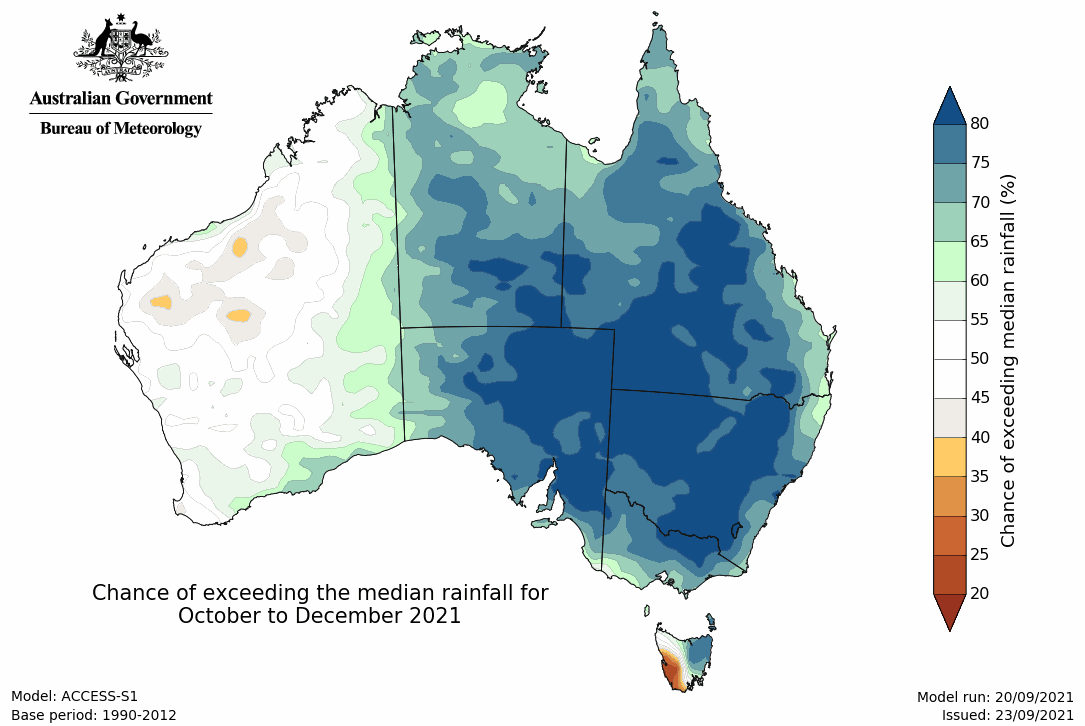 Australian Government
Bureau of Meteorology
80
75
70
65
60
55
50
45
40
35
30
25
20
Chance of exceeding median rainfall (%)
Chance of exceeding the median rainfall for
October to December 2021
Model: ACCESS-S1
Base period: 1990-2012
Model run: 20/09/2021
Issued: 23/09/2021